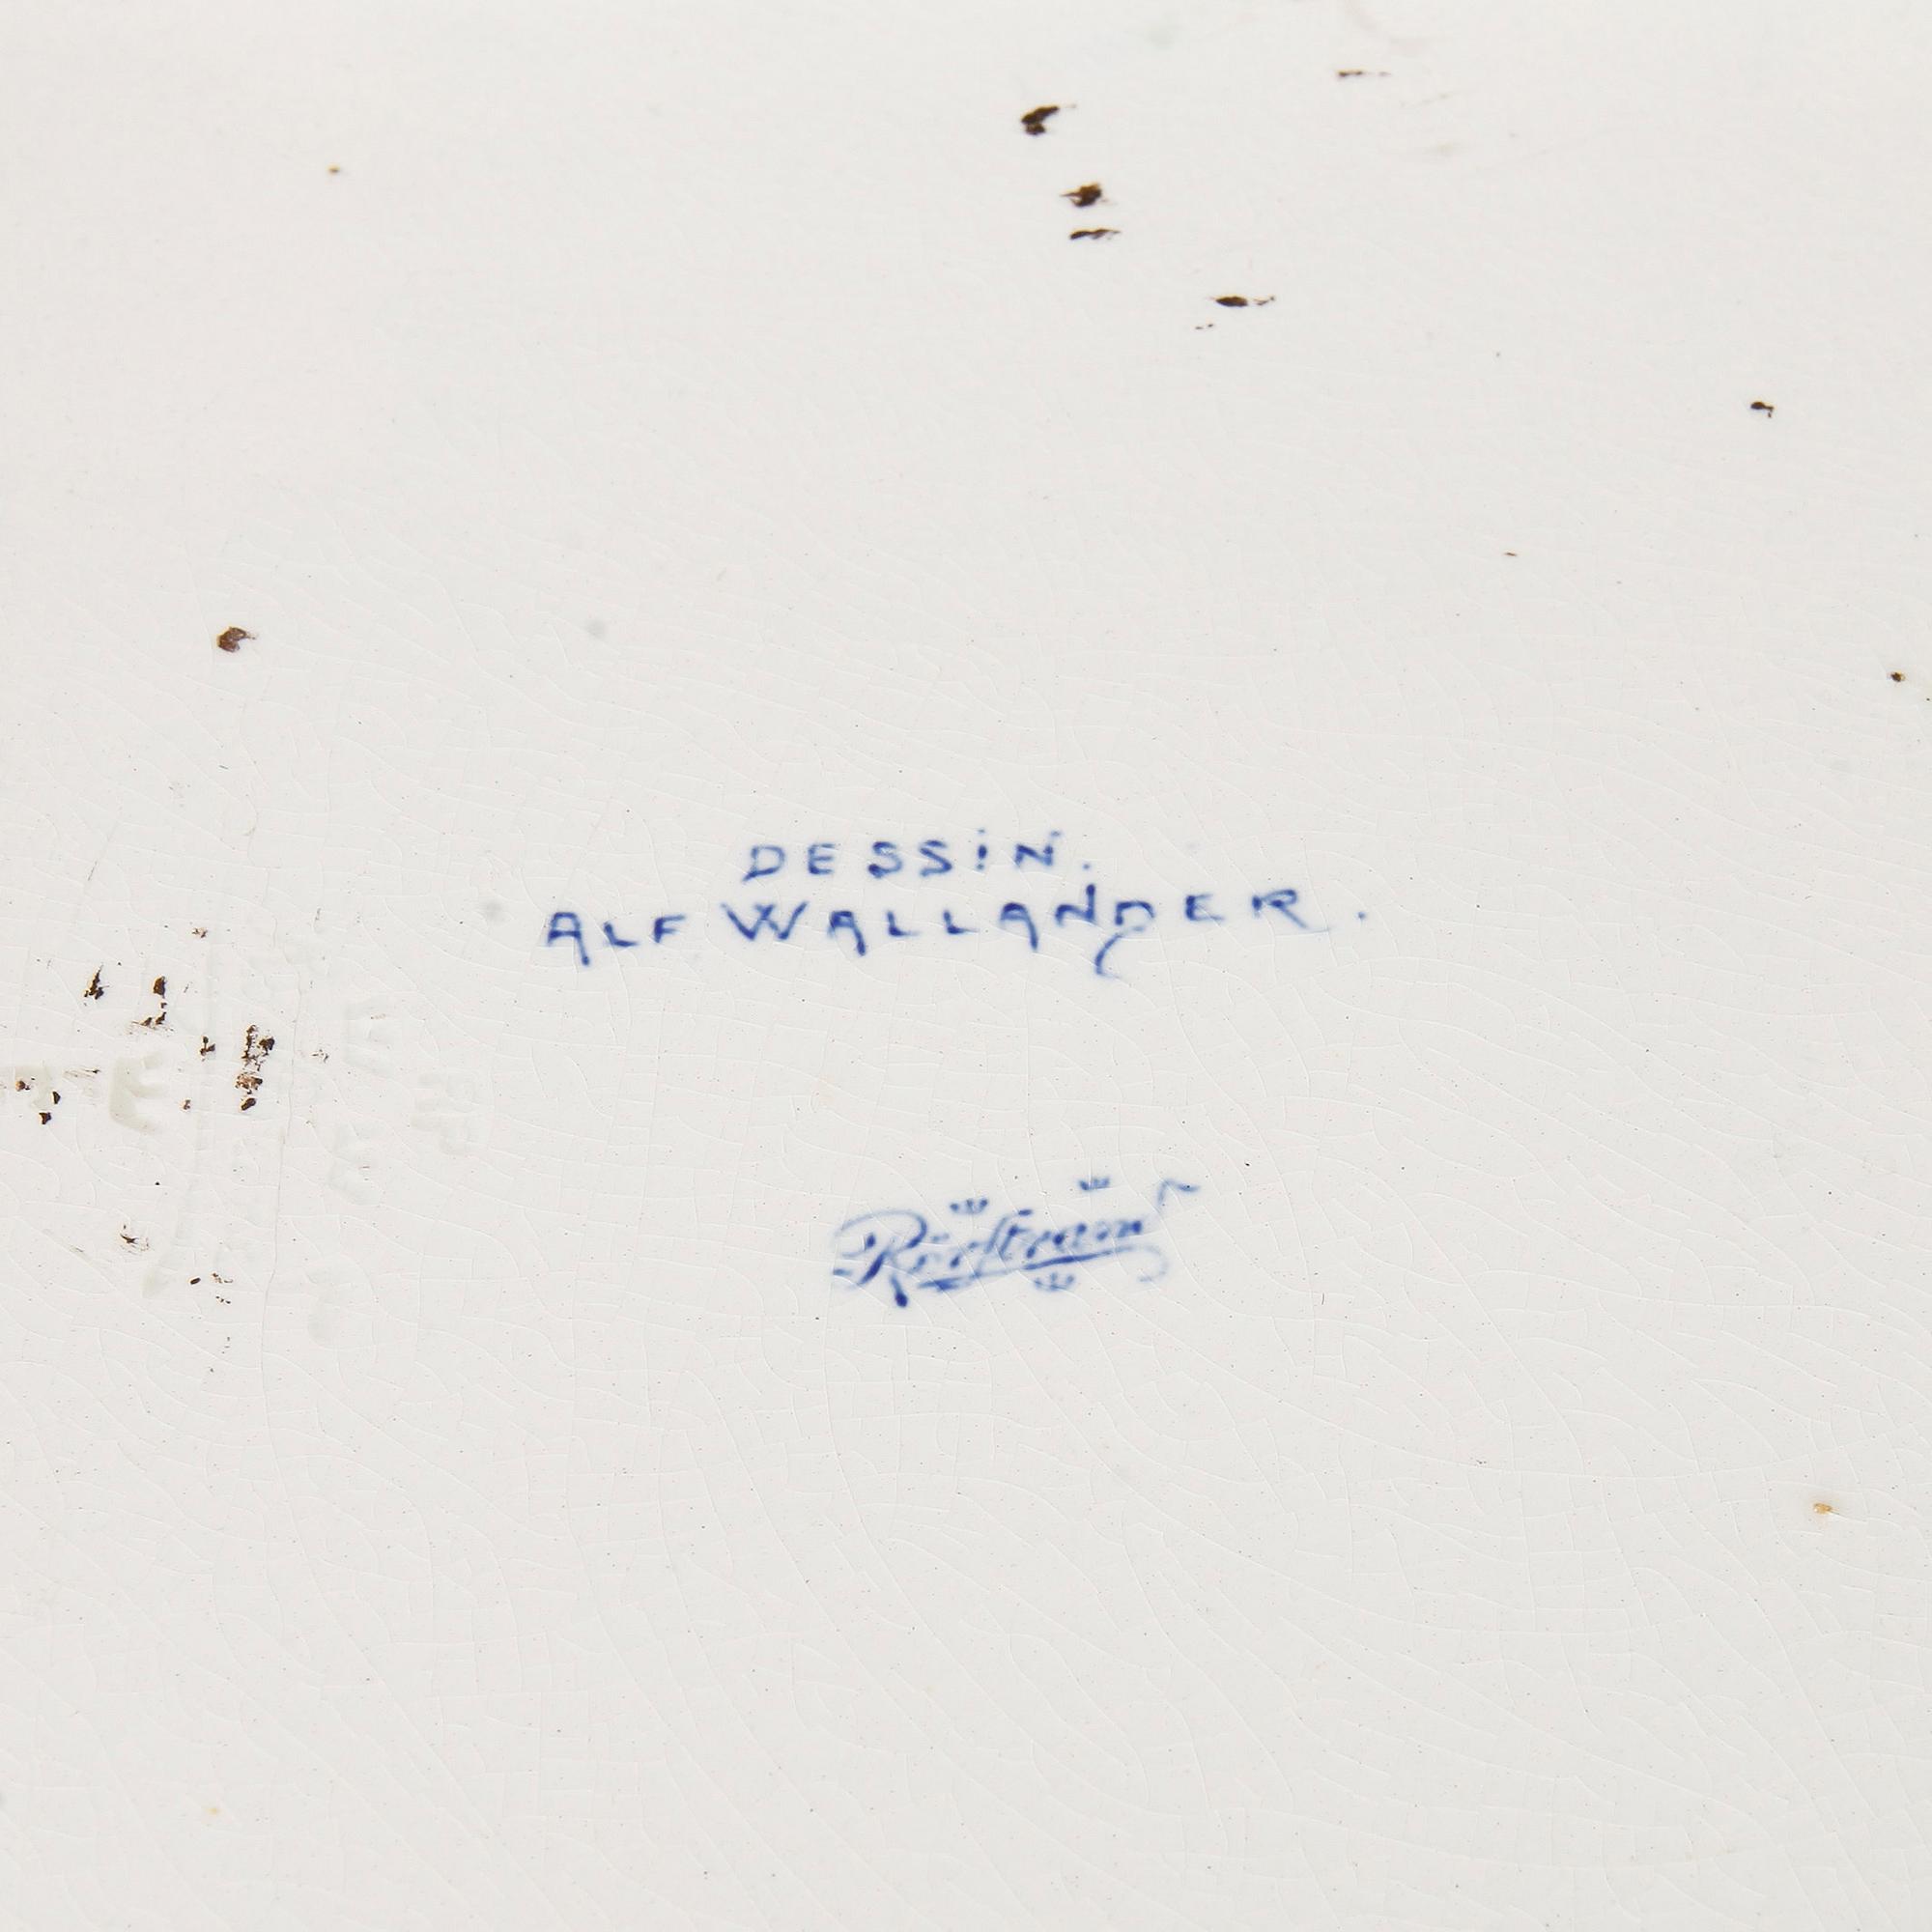 DESSiN.
ALF WALLANDER.
Rörstrand